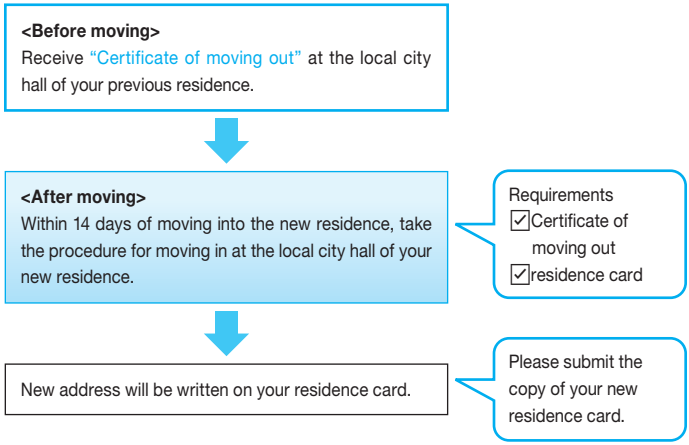 <Before moving>
Receive “Certificate of moving out” at the local city
hall of your previous residence.
<After moving>
Within 14 days of moving into the new residence, take
the procedure for moving in at the local city hall of your
new residence.
Requirements
☑Certificate of
moving out
☑residence card
New address will be written on your residence card.
Please submit the
copy of your new
residence card.